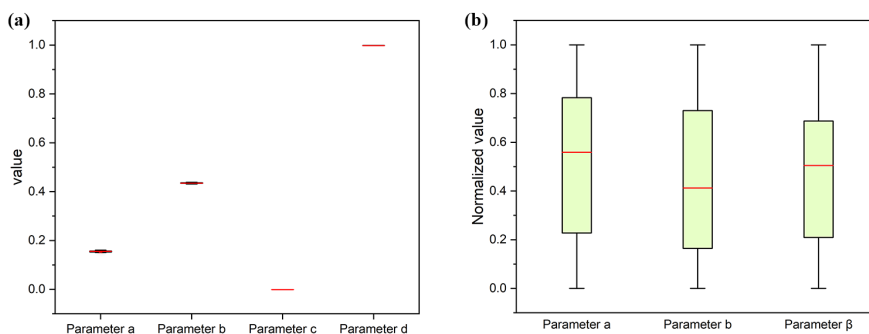 (a)
value
1.0
0.8
0.6
0.4
0.2
0.0
Parameter a Parameter b Parameter c Parameter d
(b)
Normalized value
1.0
0.8
0.6
0.4
0.2
0.0
Parameter a Parameter b Parameter β